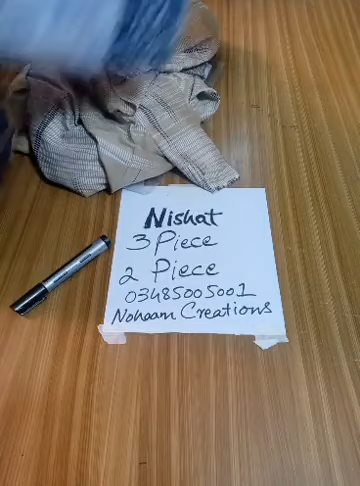 Nishat
3 Piece
2 Piece
03485005001
Nohaam Creations